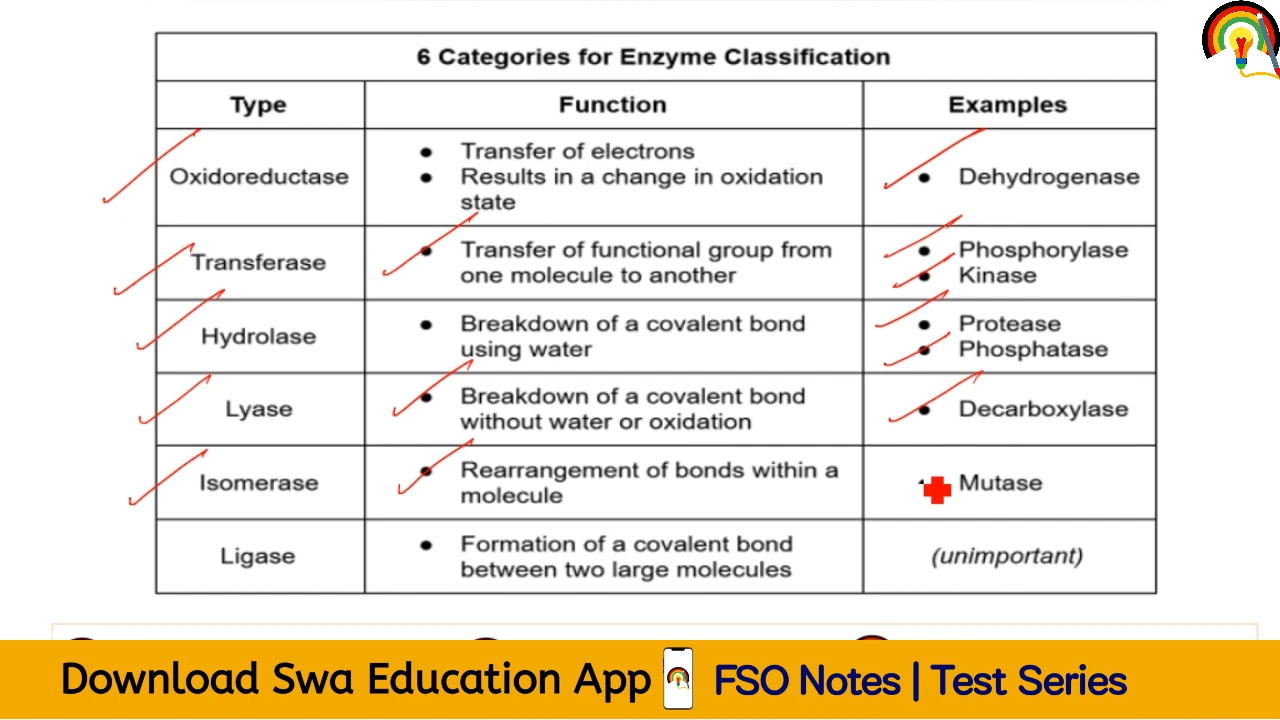 6 Categories for Enzyme Classification
Type Function Examples
Oxidoreductase
Transfer of electrons
Results in a change in oxidation
state
Dehydrogenase
Transferase
Transfer of functional group from
one molecule to another
Phosphorylase
Kinase
Hydrolase
Breakdown of a covalent bond
using water
Protease
Phosphatase
Lyase
Breakdown of a covalent bond
without water or oxidation
Decarboxylase
Isomerase
Rearrangement of bonds within a
molecule
Mutase
Ligase
Formation of a covalent bond
between two large molecules
(unimportant)
Download Swa Education App FSO Notes | Test Series